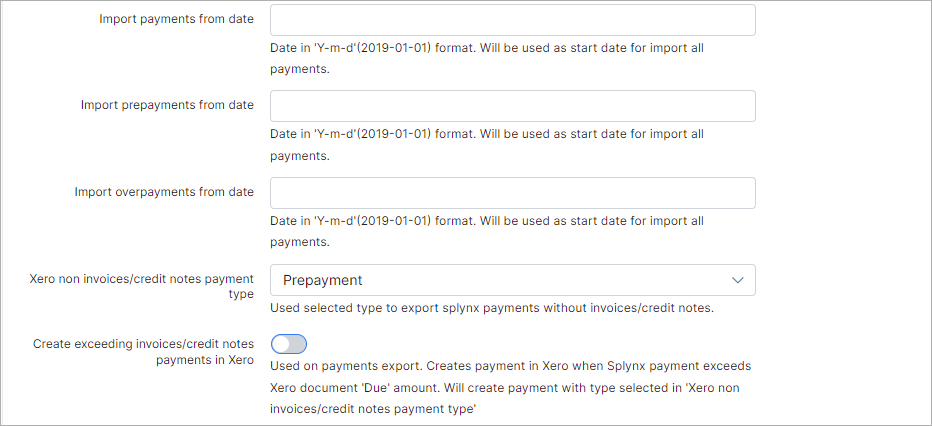 Import payments from date
Date in 'Y-m-d'(2019-01-01) format. Will be used as start date for import all
payments.
Import prepayments from date
Date in 'Y-m-d'(2019-01-01) format. Will be used as start date for import all
payments.
Import overpayments from date
Date in 'Y-m-d'(2019-01-01) format. Will be used as start date for import all
payments.
Xero non invoices/credit notes payment
type
Prepayment
Used selected type to export splynx payments without invoices/credit notes.
Create exceeding invoices/credit notes
payments in Xero
Used on payments export. Creates payment in Xero when Splynx payment exceeds
Xero document 'Due' amount. Will create payment with type selected in 'Xero non
invoices/credit notes payment type'